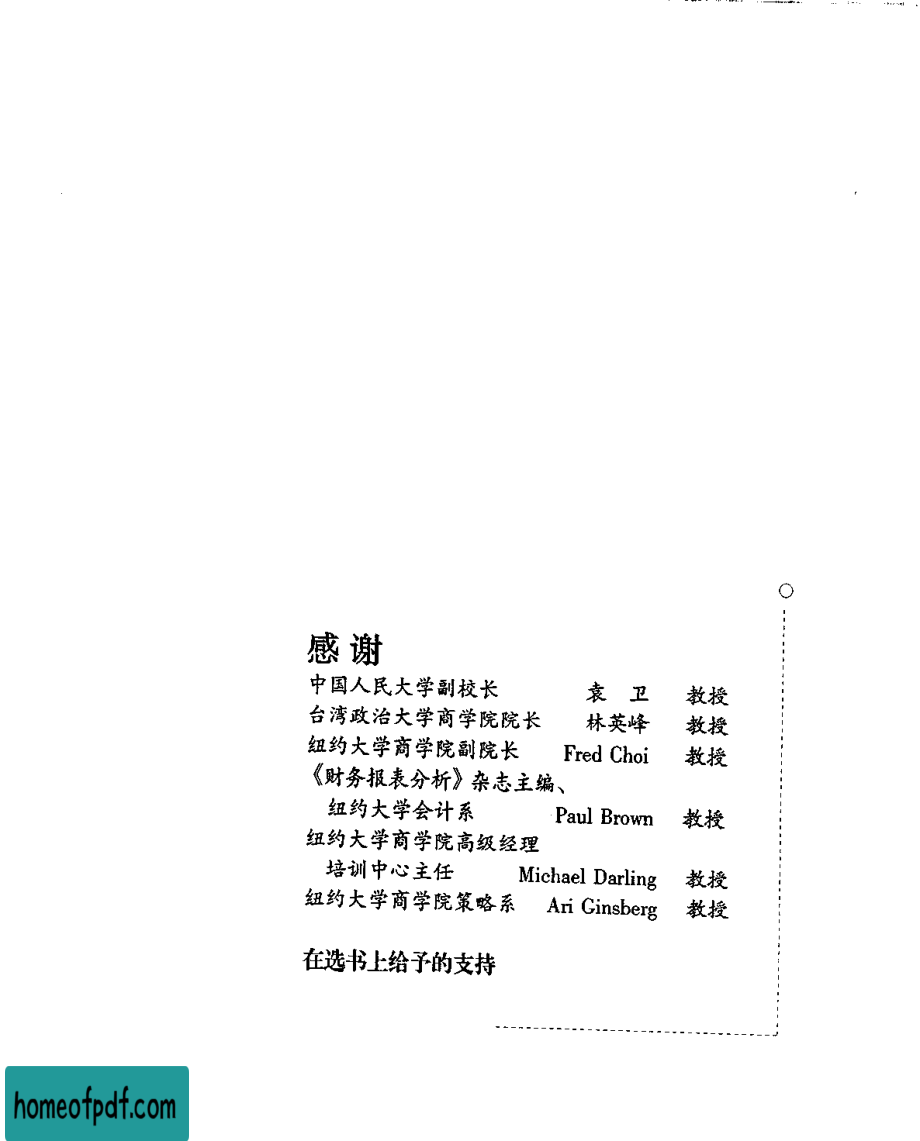 感谢
中国人民大学副校长 袁 卫 教授
台湾政治大学商学院院长 林英峰 教授
纽约大学商学院副院长 Fred Choi 教授
《财务报表分析》杂志主编、
纽约大学会计系 Paul Brown 教授
纽约大学商学院高级经理
培训中心主任 Michael Darling 教授
纽约大学商学院策略系 Ari Ginsberg 教授
在选书上给予的支持
homeofpdf.com